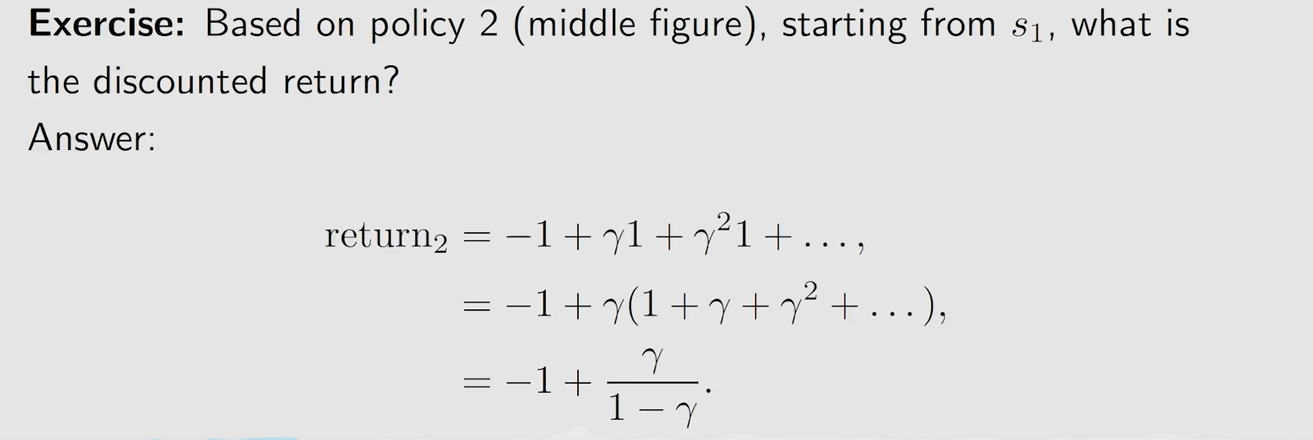 Exercise: Based on policy 2 (middle figure), starting from s₁, what is
the discounted return?
Answer:
return₂ = −1 + γ1 + γ²1 + . . . ,
= −1 + γ(1 + γ + γ² + . . . ),
= −1 + γ/(1 − γ).